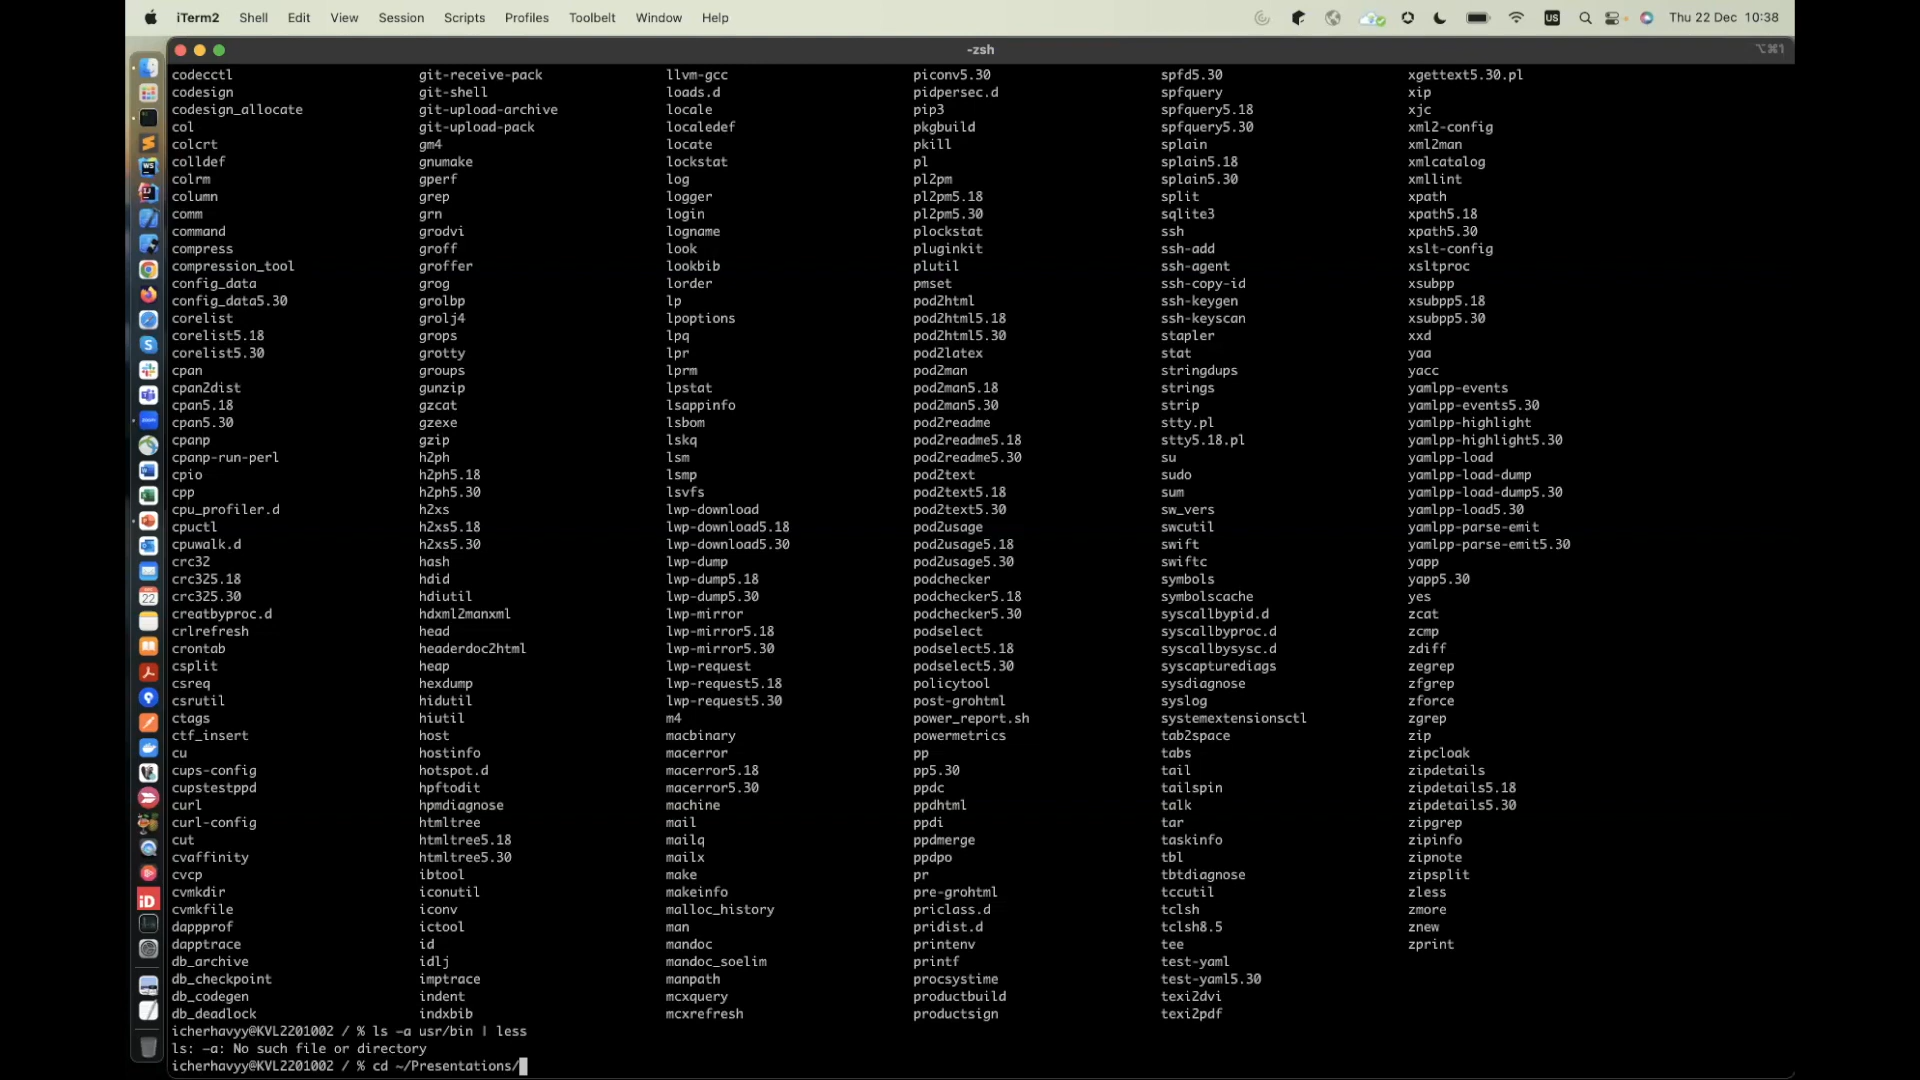 iTerm2 Shell Edit View Session Scripts Profiles Toolbelt Window Help US Thu 22 Dec 10:38
-zsh ⌥⌘1
codecctl git-receive-pack llvm-gcc piconv5.30 spfd5.30 xgettext5.30.pl
codesign git-shell loads.d pidpersec.d spfquery xip
codesign_allocate git-upload-archive locale pip3 spfquery5.18 xjc
col git-upload-pack localedef pkgbuild spfquery5.30 xml2-config
colcrt gm4 locate pkill splain xml2man
colldef gnumake lockstat pl splain5.18 xmlcatalog
colrm gperf log pl2pm splain5.30 xmllint
column grep logger pl2pm5.18 split xpath
comm grn login pl2pm5.30 sqlite3 xpath5.18
command grodvi logname plockstat ssh xpath5.30
compress groff look pluginkit ssh-add xslt-config
compression_tool groffer lookbib plutil ssh-agent xsltproc
config_data grog lorder pmset ssh-copy-id xsubpp
config_data5.30 grolbp lp pod2html ssh-keygen xsubpp5.18
corelist grolj4 lpoptions pod2html5.18 ssh-keyscan xsubpp5.30
corelist5.18 grops lpq pod2html5.30 stapler xxd
corelist5.30 grotty lpr pod2latex stat yaa
cpan groups lprm pod2man stringdups yacc
cpan2dist gunzip lpstat pod2man5.18 strings yamlpp-events
cpan5.18 gzcat lsappinfo pod2man5.30 strip yamlpp-events5.30
cpan5.30 gzexe lsbom pod2readme stty.pl yamlpp-highlight
cpanp gzip lskq pod2readme5.18 stty5.18.pl yamlpp-highlight5.30
cpanp-run-perl h2ph lsm pod2readme5.30 su yamlpp-load
cpio h2ph5.18 lsmp pod2text sudo yamlpp-load-dump
cpp h2ph5.30 lsvfs pod2text5.18 sum yamlpp-load-dump5.30
cpu_profiler.d h2xs lwp-download pod2text5.30 sw_vers yamlpp-load5.30
cpuctl h2xs5.18 lwp-download5.18 pod2usage swcutil yamlpp-parse-emit
cpuwalk.d h2xs5.30 lwp-download5.30 pod2usage5.18 swift yamlpp-parse-emit5.30
crc32 hash lwp-dump pod2usage5.30 swiftc yapp
crc325.18 hdid lwp-dump5.18 podchecker symbols yapp5.30
crc325.30 hdiutil lwp-dump5.30 podchecker5.18 symbolscache yes
creatbyproc.d hdxml2manxml lwp-mirror podchecker5.30 syscallbypid.d zcat
crlrefresh head lwp-mirror5.18 podselect syscallbyproc.d zcmp
crontab headerdoc2html lwp-mirror5.30 podselect5.18 syscallbysysc.d zdiff
csplit heap lwp-request podselect5.30 syscapturediags zegrep
csreq hexdump lwp-request5.18 policytool sysdiagnose zfgrep
csrutil hidutil lwp-request5.30 post-grohtml syslog zforce
ctags hiutil m4 power_report.sh systemextensionsctl zgrep
ctf_insert host macbinary powermetrics tab2space zip
cu hostinfo macerror pp tabs zipcloak
cups-config hotspot.d macerror5.18 pp5.30 tail zipdetails
cupstestppd hpftodit macerror5.30 ppdc tailspin zipdetails5.18
curl hpmdiagnose machine ppdhtml talk zipdetails5.30
curl-config htmltree mail ppdi tar zipgrep
cut htmltree5.18 mailq ppdmerge taskinfo zipinfo
cvaffinity htmltree5.30 mailx ppdpo tbl zipnote
cvcp ibtool make pr tbtdiagnose zipsplit
cvmkdir iconutil makeinfo pre-grohtml tccutil zless
cvmkfile iconv malloc_history priclass.d tclsh zmore
dappprof ictool man pridist.d tclsh8.5 znew
dapptrace id mandoc printenv tee zprint
db_archive idlj mandoc_soelim printf test-yaml
db_checkpoint imptrace manpath procsystime test-yaml5.30
db_codegen indent mcxquery productbuild texi2dvi
db_deadlock indxbib mcxrefresh productsign texi2pdf
icherhavyy@KVL2201002 / % ls —a usr/bin | less
ls: —a: No such file or directory
icherhavyy@KVL2201002 / % cd ~/Presentations/